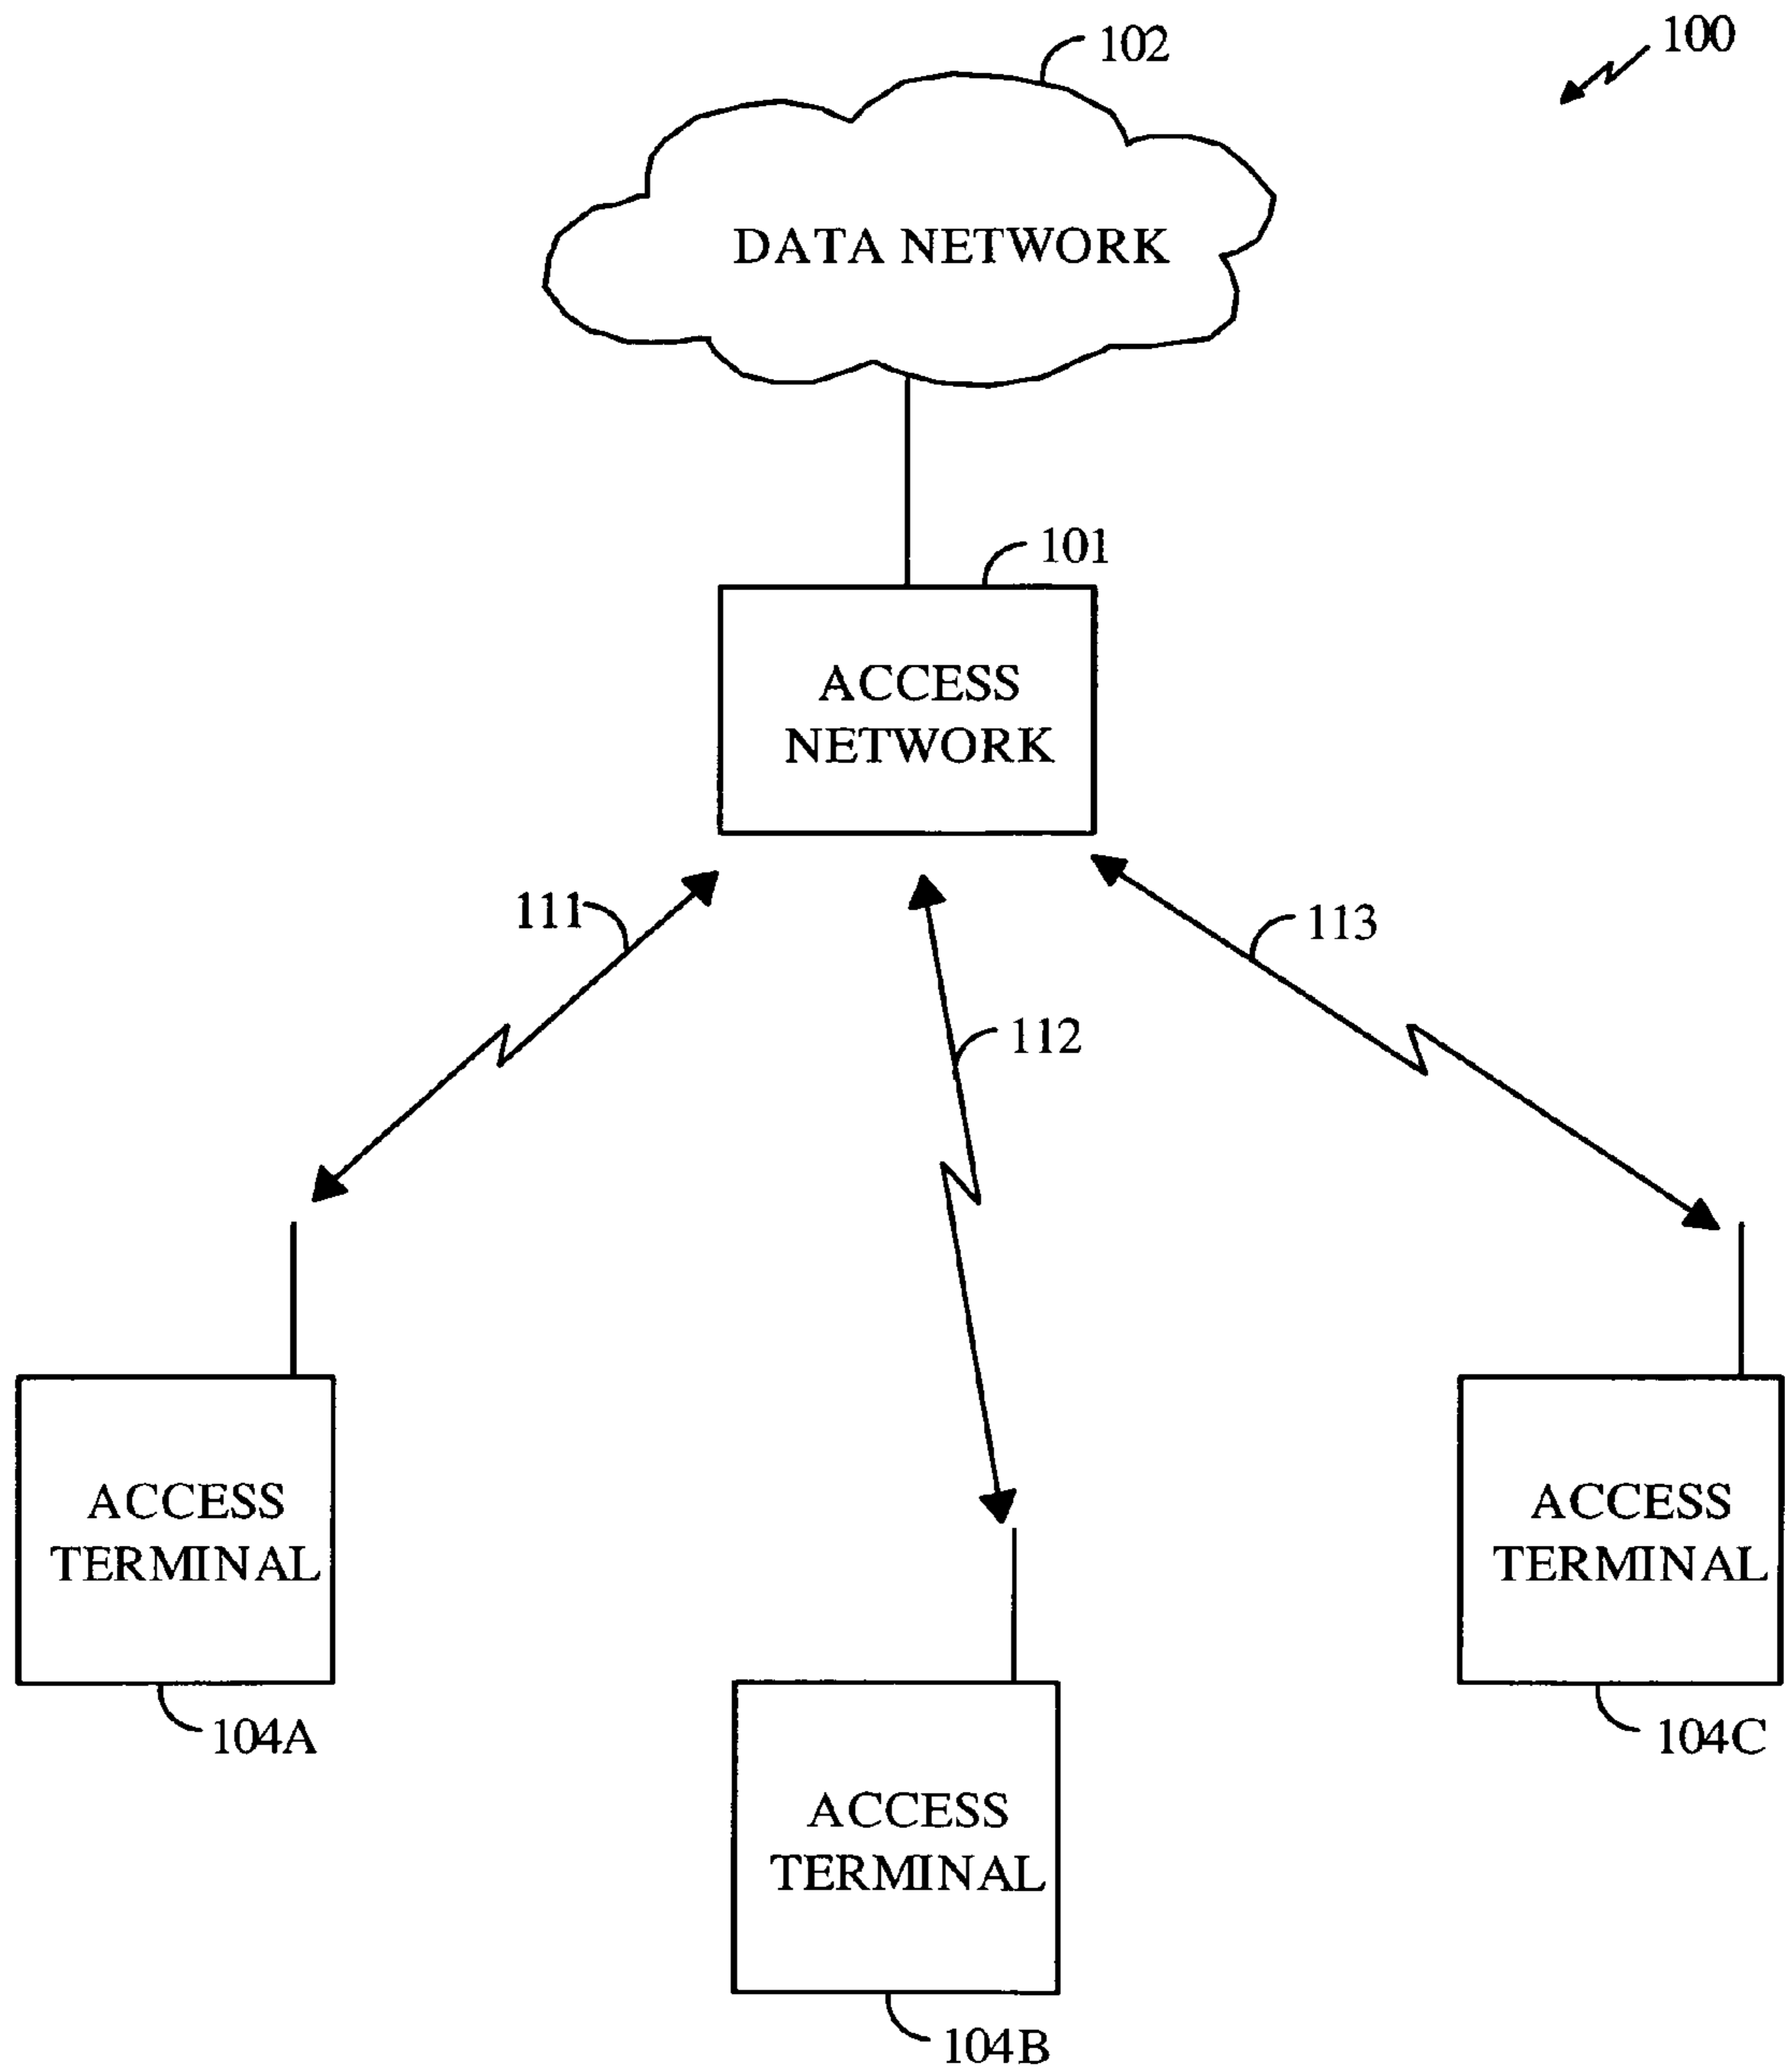 102
100
DATA NETWORK
101
ACCESS
NETWORK
111
113
112
ACCESS
TERMINAL
ACCESS
TERMINAL
104A
104C
ACCESS
TERMINAL
104B